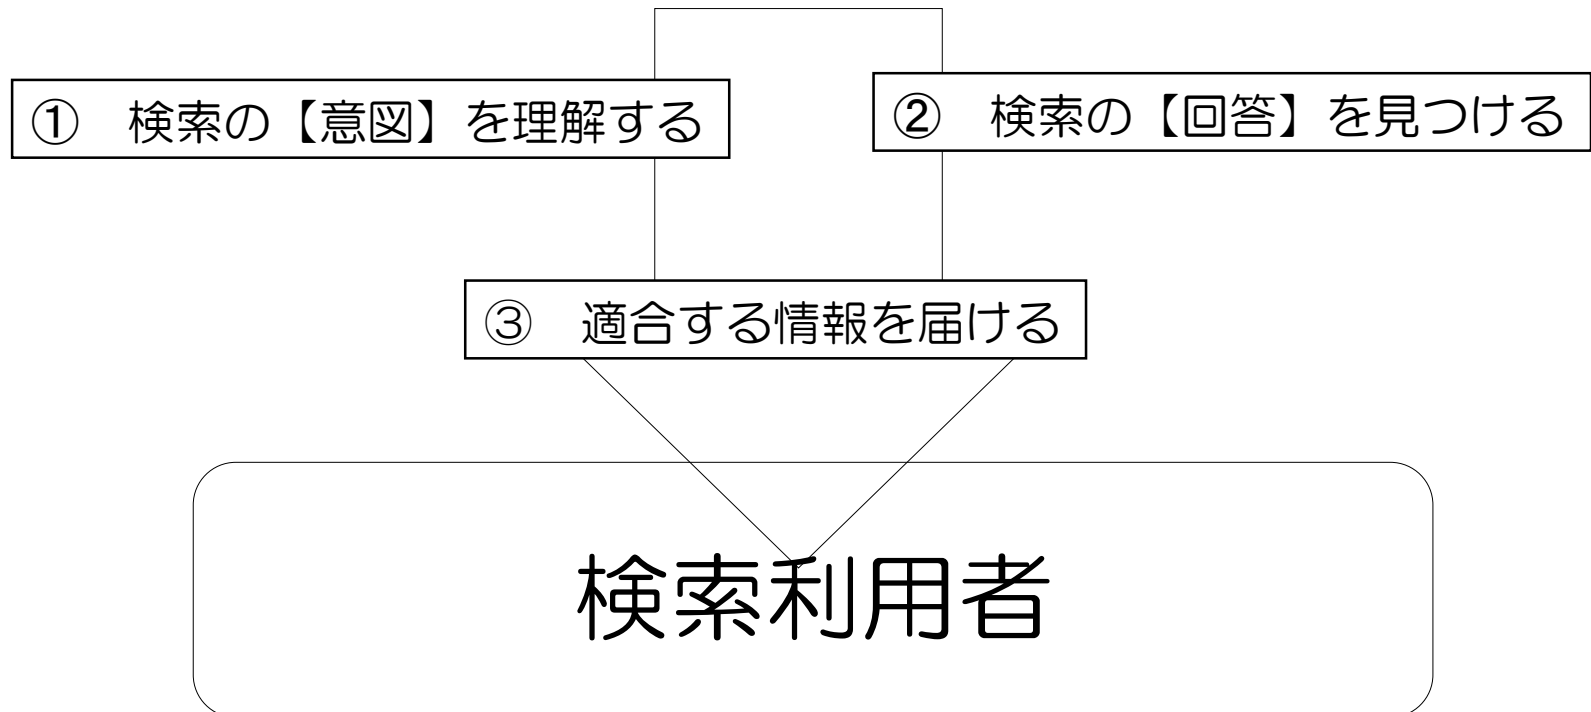 ① 検索の【意図】を理解する
② 検索の【回答】を見つける
③ 適合する情報を届ける
検索利用者